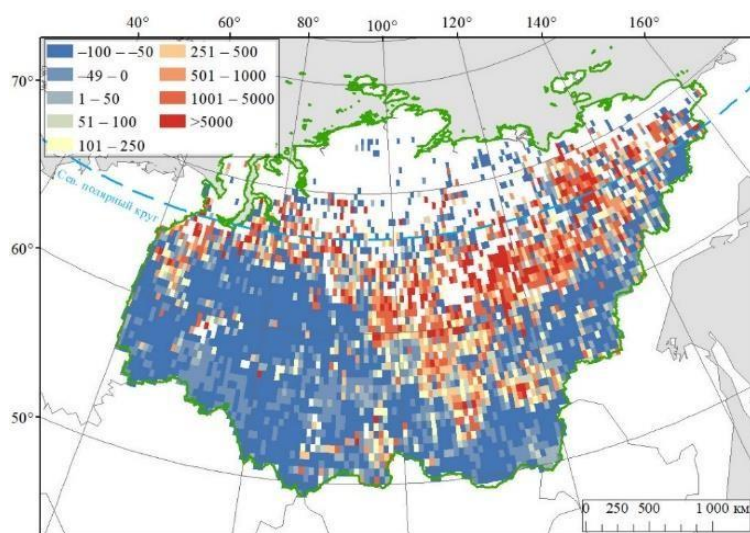 40° 60° 80° 100° 120° 140° 160°
–100 – –50 251 – 500
–49 – 0 501 – 1000
1 – 50 1001 – 5000
51 – 100 >5000
101 – 250
70°
Сев. полярный круг
60°
50°
0 250 500 1 000 км